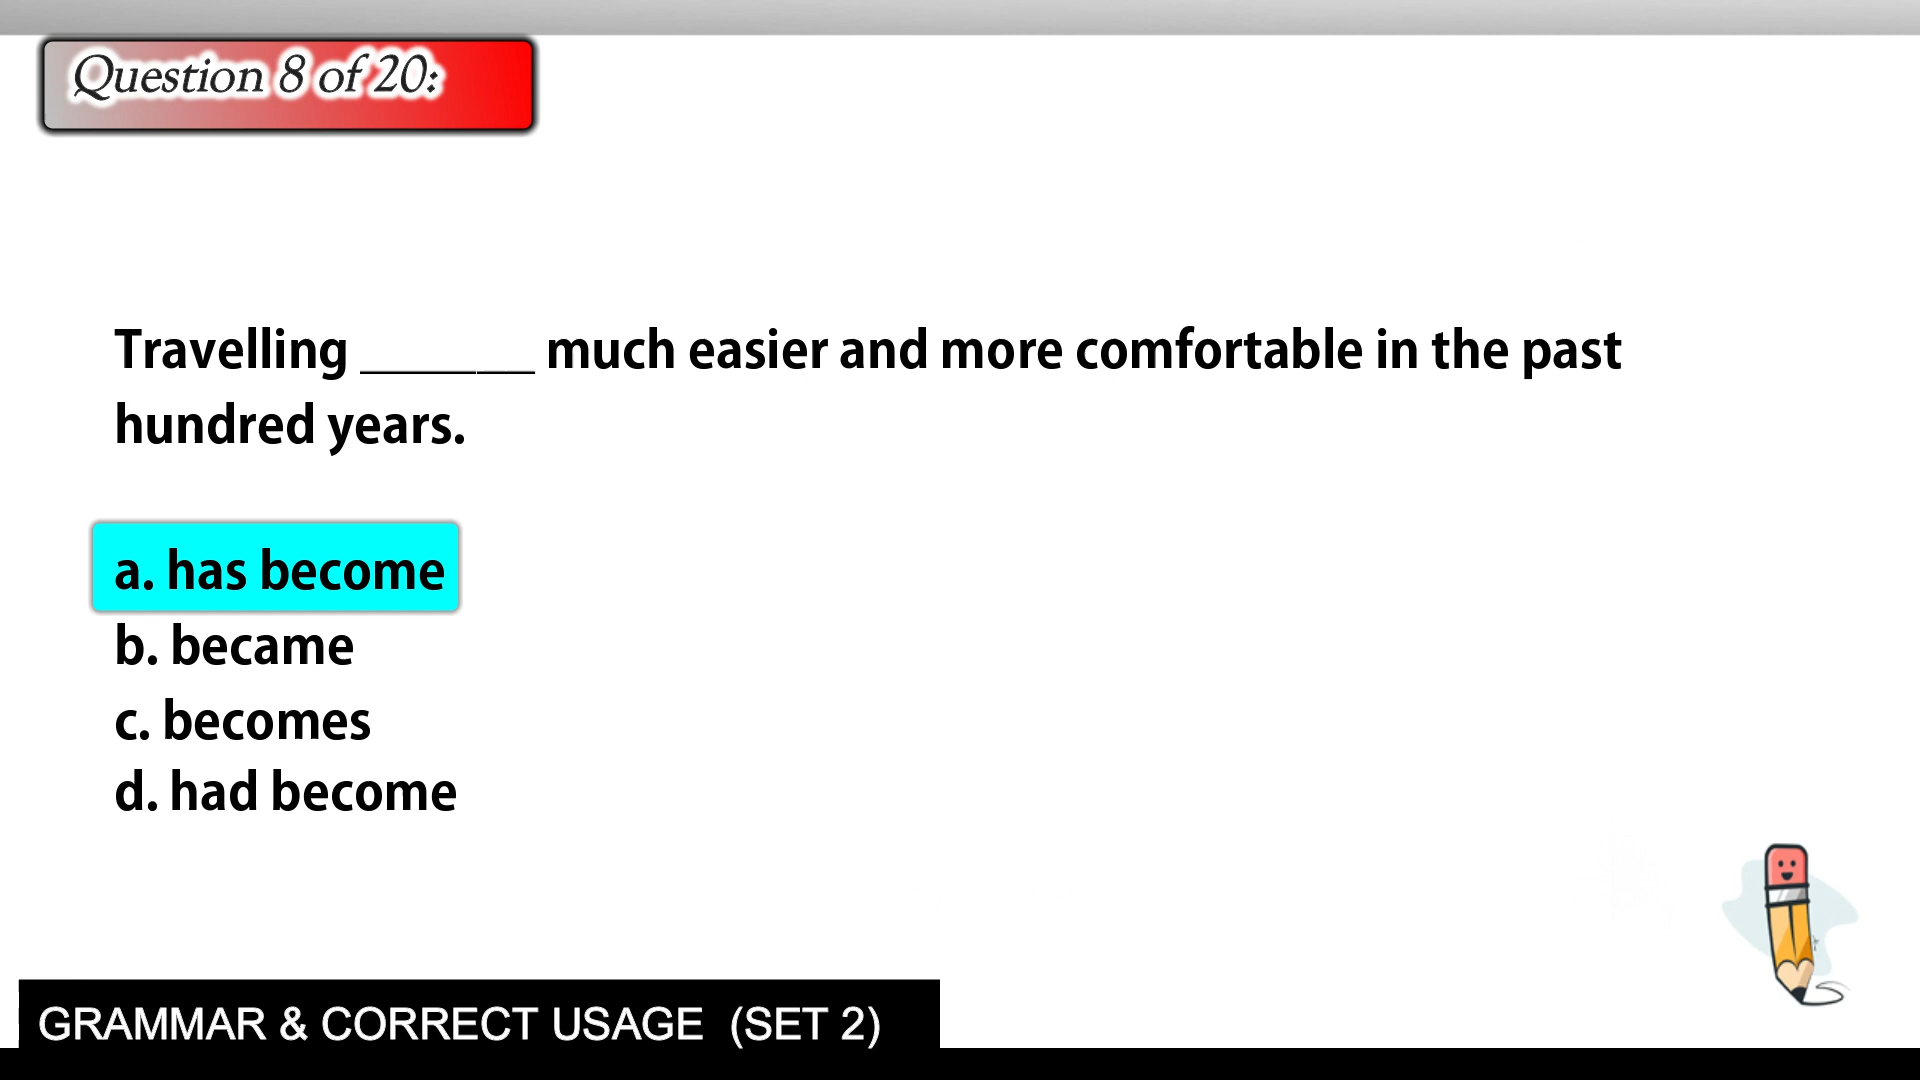 Question 8 of 20:
Travelling _______ much easier and more comfortable in the past
hundred years.
a. has become
b. became
c. becomes
d. had become
GRAMMAR & CORRECT USAGE  (SET 2)